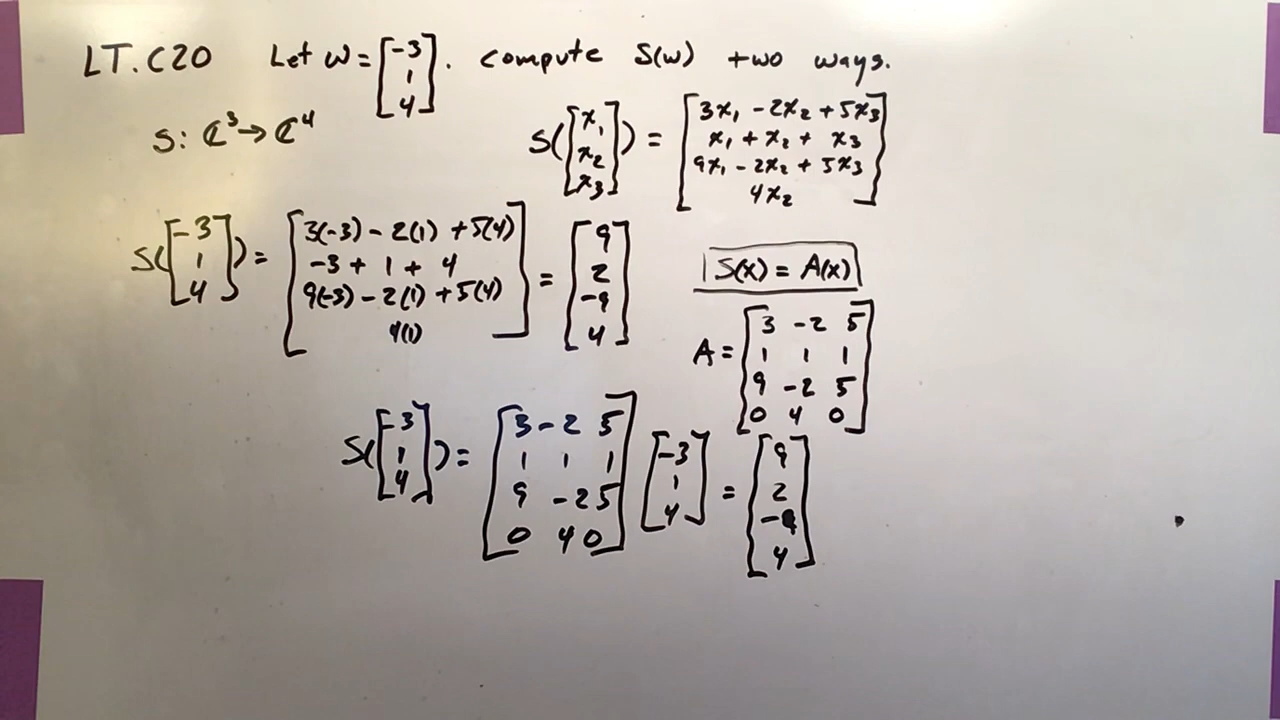 LT.C20 Let w = [-3 1 4]. compute S(w) two ways.
S: ℂ³ → ℂ⁴
S([x₁ x₂ x₃]) = [3x₁ - 2x₂ + 5x₃
x₁ + x₂ + x₃
9x₁ - 2x₂ + 5x₃
4x₂]
S([-3 1 4]) = [3(-3) - 2(1) + 5(4)
-3 + 1 + 4
9(-3) - 2(1) + 5(4)
4(1)] = [9 2 -9 4]
S(x) = A(x)
A = [3 -2 5
1 1 1
9 -2 5
0 4 0]
S([-3 1 4]) = [3 -2 5
1 1 1
9 -2 5
0 4 0] [-3 1 4] = [9 2 -9 4]